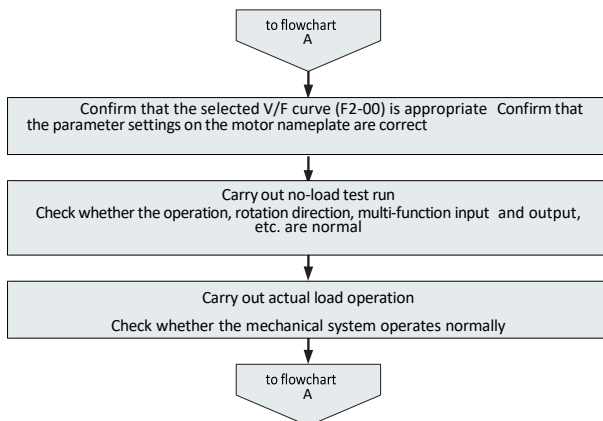 to flowchart
A
Confirm that the selected V/F curve (F2-00) is appropriate Confirm that
the parameter settings on the motor nameplate are correct
Carry out no-load test run
Check whether the operation, rotation direction, multi-function input and output,
etc. are normal
Carry out actual load operation
Check whether the mechanical system operates normally
to flowchart
A